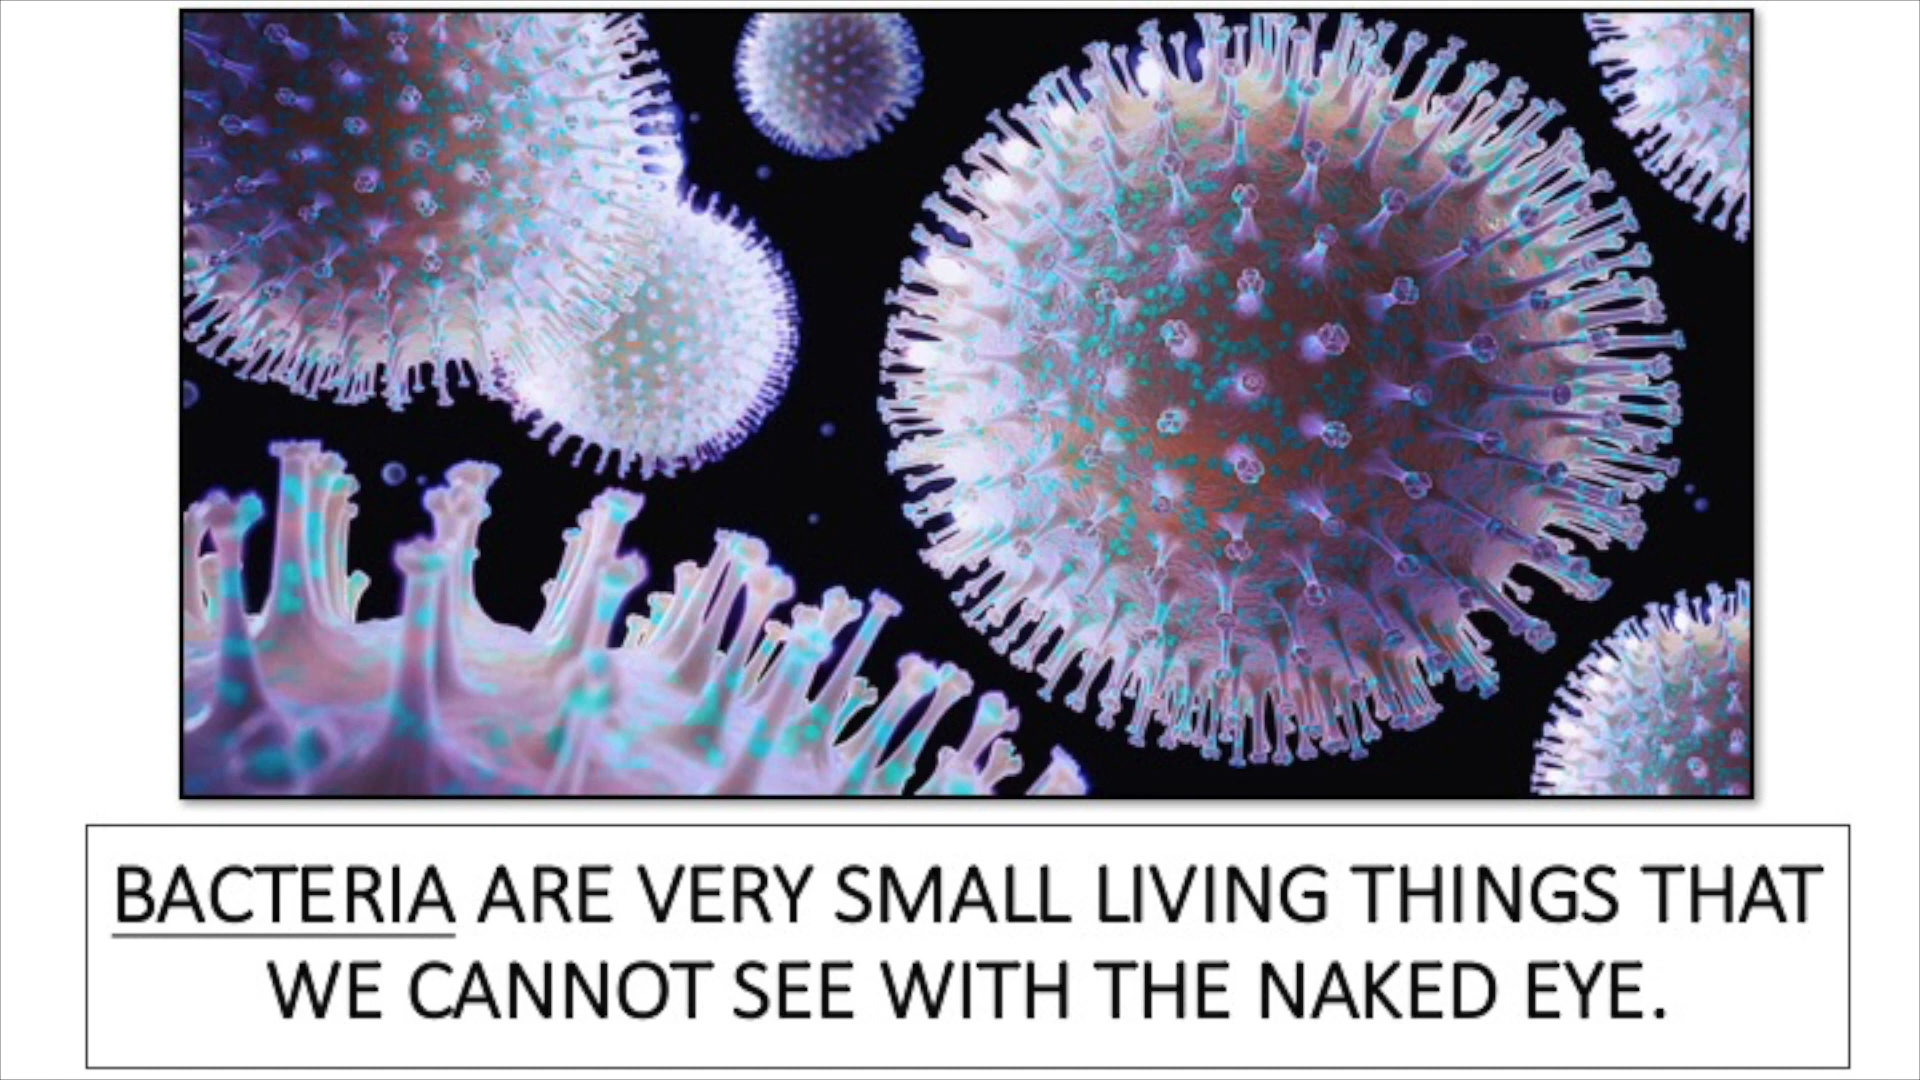 BACTERIA ARE VERY SMALL LIVING THINGS THAT
WE CANNOT SEE WITH THE NAKED EYE.